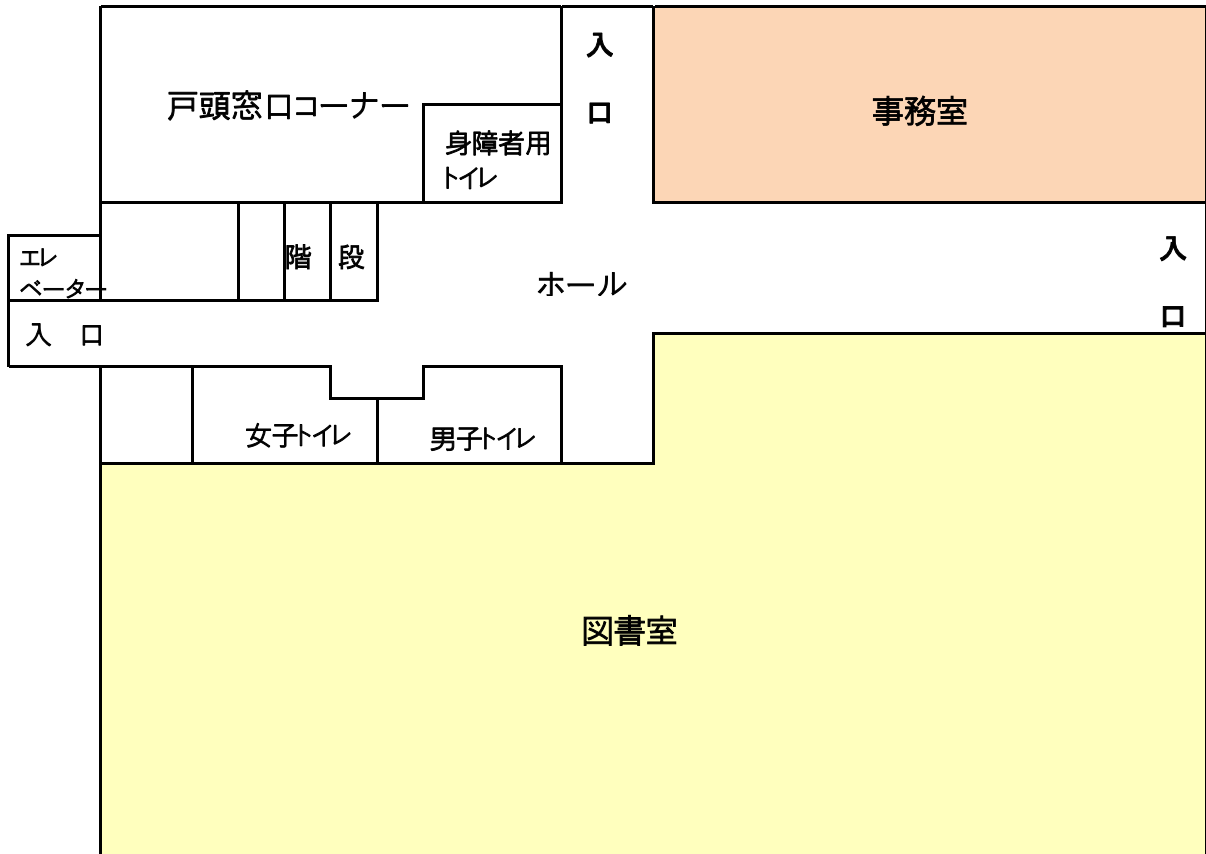 入
口
戸頭窓口コーナー
事務室
身障者用
トイレ
エレ
ベーター
階 段
ホール
入
口
入 口
女子トイレ
男子トイレ
図書室